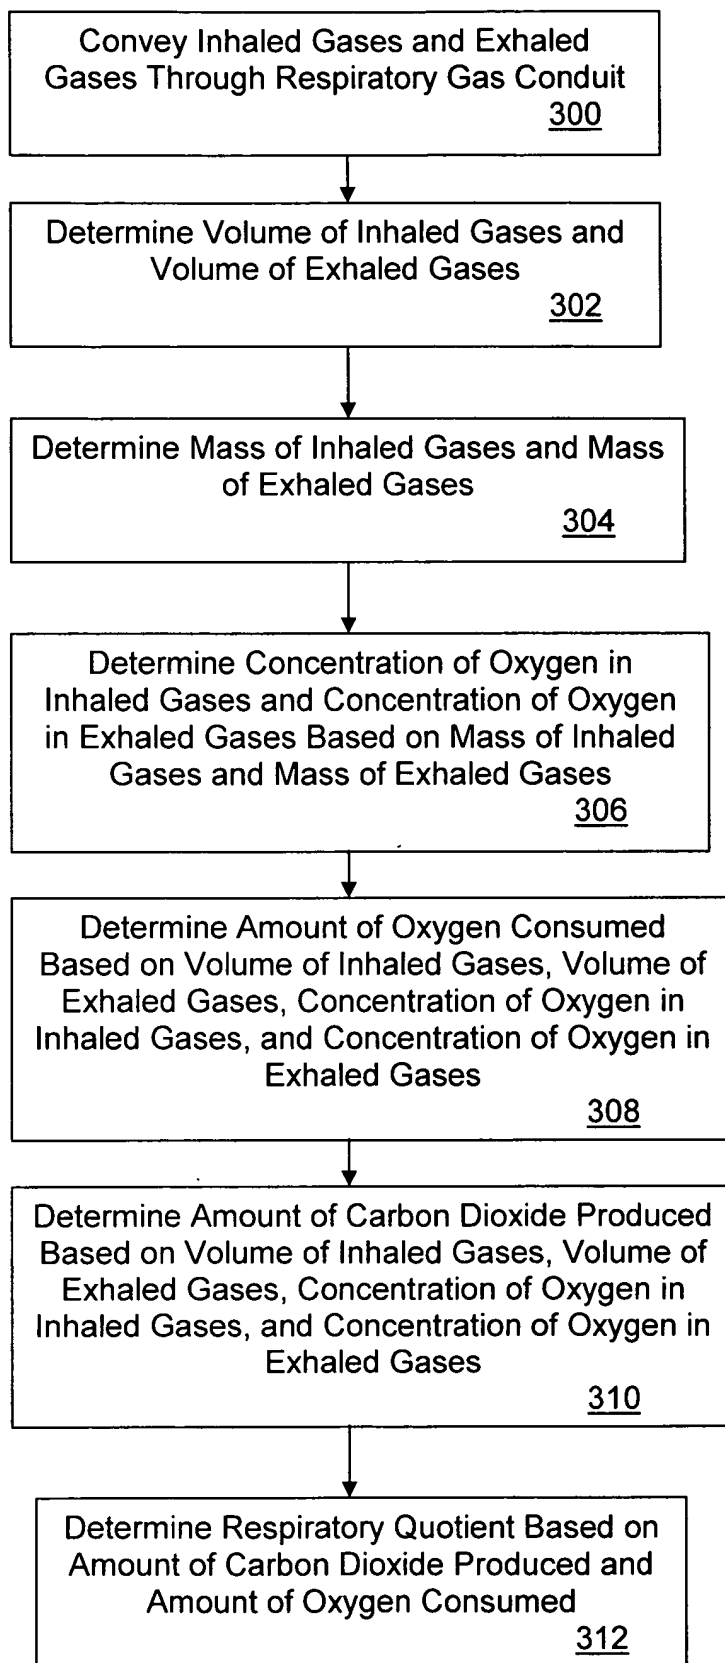 Convey Inhaled Gases and Exhaled
Gases Through Respiratory Gas Conduit
300
Determine Volume of Inhaled Gases and
Volume of Exhaled Gases
302
Determine Mass of Inhaled Gases and Mass
of Exhaled Gases
304
Determine Concentration of Oxygen in
Inhaled Gases and Concentration of Oxygen
in Exhaled Gases Based on Mass of Inhaled
Gases and Mass of Exhaled Gases
306
Determine Amount of Oxygen Consumed
Based on Volume of Inhaled Gases, Volume of
Exhaled Gases, Concentration of Oxygen in
Inhaled Gases, and Concentration of Oxygen in
Exhaled Gases
308
Determine Amount of Carbon Dioxide Produced
Based on Volume of Inhaled Gases, Volume of
Exhaled Gases, Concentration of Oxygen in
Inhaled Gases, and Concentration of Oxygen in
Exhaled Gases
310
Determine Respiratory Quotient Based on
Amount of Carbon Dioxide Produced and
Amount of Oxygen Consumed
312